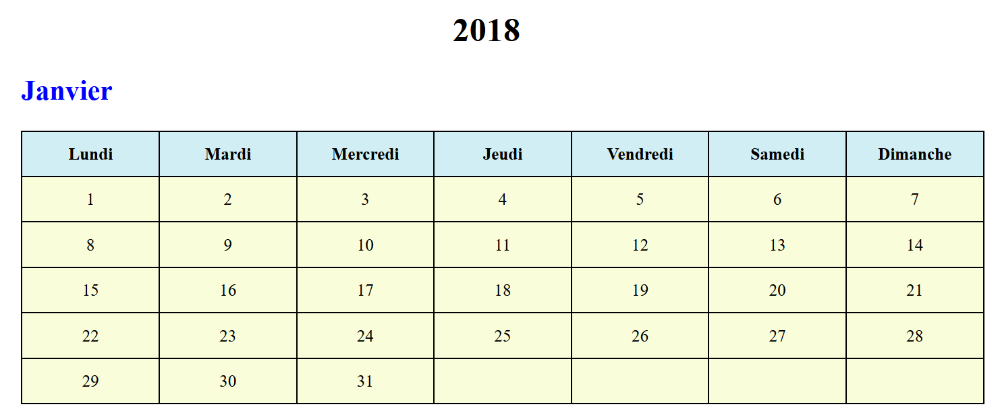 2018
Janvier
Lundi Mardi Mercredi Jeudi Vendredi Samedi Dimanche
1 2 3 4 5 6 7
8 9 10 11 12 13 14
15 16 17 18 19 20 21
22 23 24 25 26 27 28
29 30 31